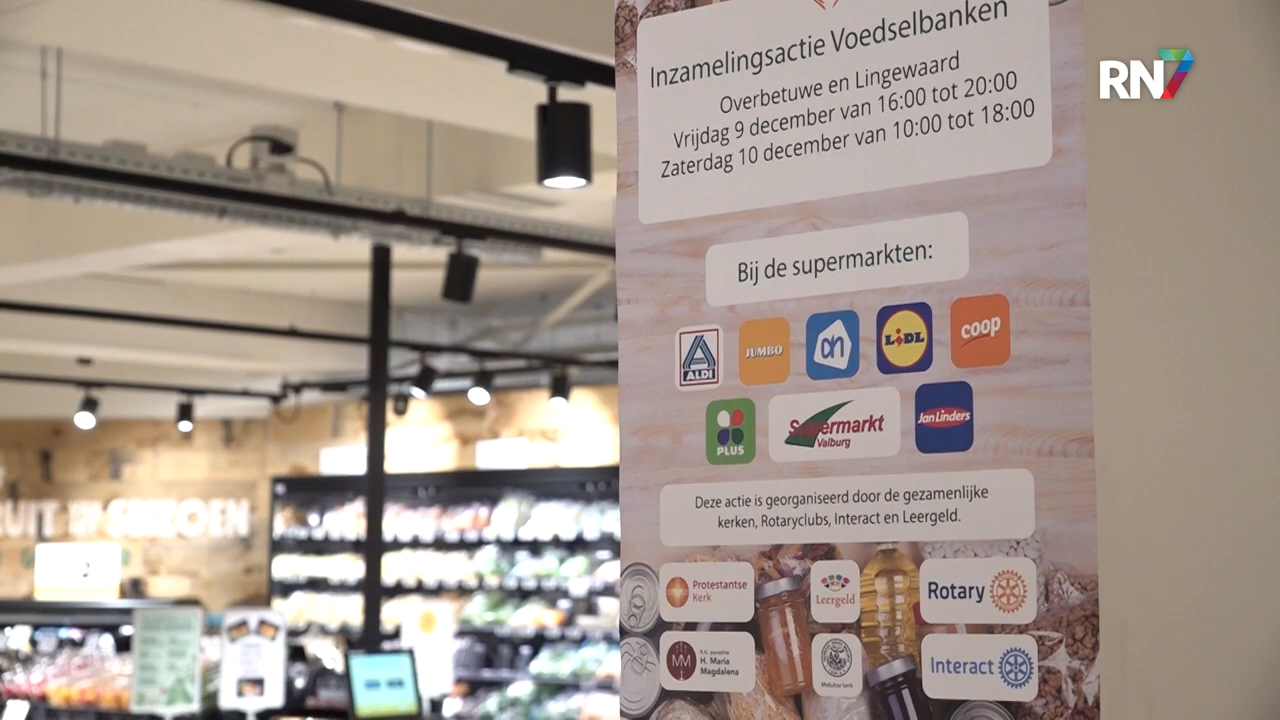 RN7
Inzamelingsactie Voedselbanken
Overbetuwe en Lingewaard
Vrijdag 9 december van 16:00 tot 20:00
Zaterdag 10 december van 10:00 tot 18:00
Bij de supermarkten:
ALDI
JUMBO
ah
LIDL
coop
PLUS
Supermarkt
Valburg
Jan Linders
Deze actie is georganiseerd door de gezamenlijke
kerken, Rotaryclubs, Interact en Leergeld.
Protestantse
Kerk
Leergeld
Rotary
R.K. parochie
H. Maria
Magdalena
Interact
SEIZOEN